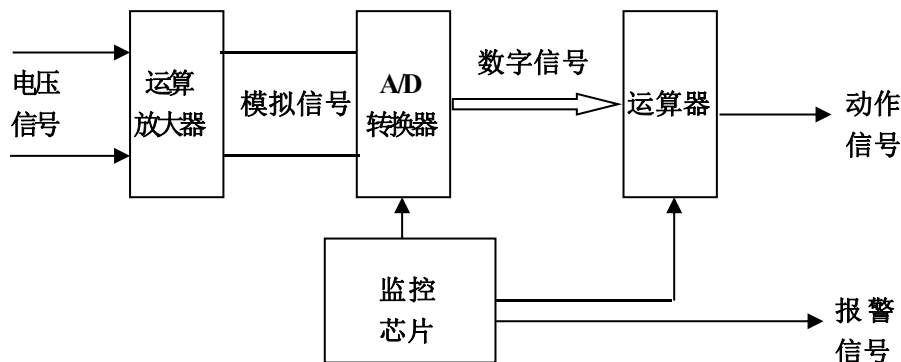 电压
信号
运算
放大器
模拟信号
A/D
转换器
数字信号
运算器
动作
信号
监控
芯片
报警
信号